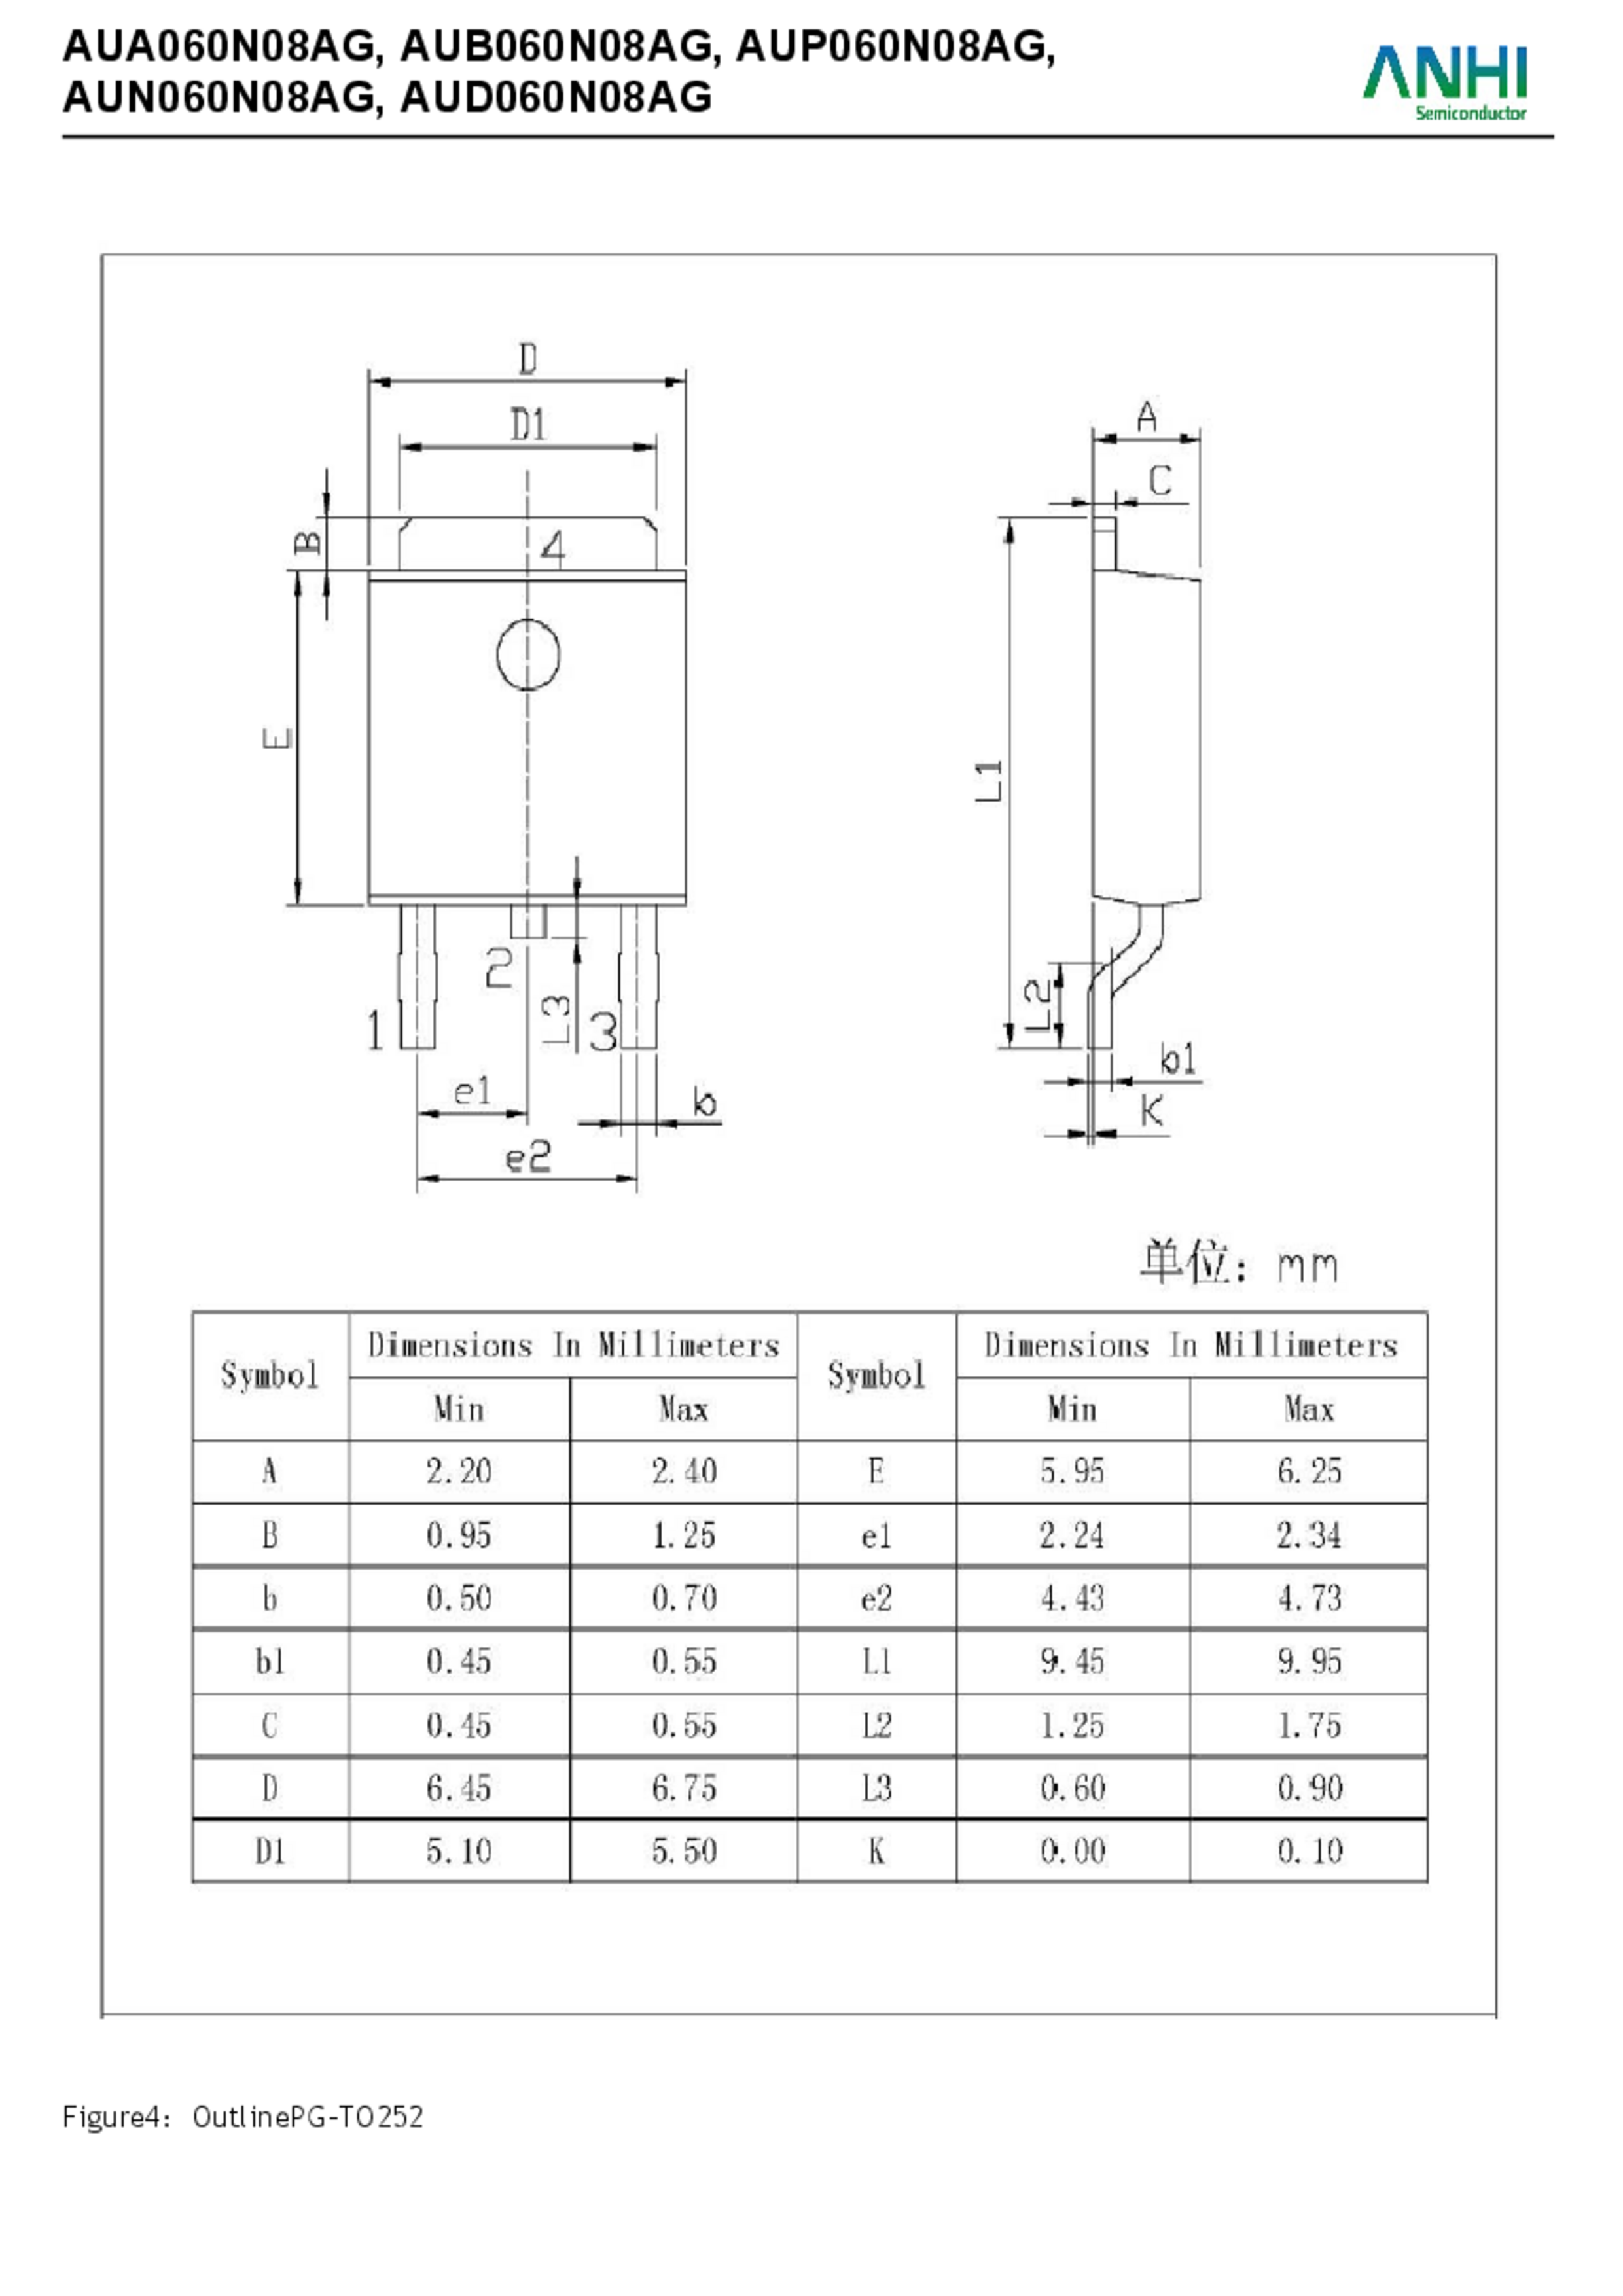 AUA060N08AG, AUB060N08AG, AUP060N08AG,
AUN060N08AG, AUD060N08AG
ANHI
Semiconductor
D
D1
A
C
B
4
E
L1
2
L2
1
L3
3
b1
e1
b
K
e2
单位: mm
Symbol Dimensions In Millimeters Symbol Dimensions In Millimeters
Min Max Min Max
A 2.20 2.40 E 5.95 6.25
B 0.95 1.25 e1 2.24 2.34
b 0.50 0.70 e2 4.43 4.73
b1 0.45 0.55 L1 9.45 9.95
C 0.45 0.55 L2 1.25 1.75
D 6.45 6.75 L3 0.60 0.90
D1 5.10 5.50 K 0.00 0.10
Figure4: OutlinePG-TO252